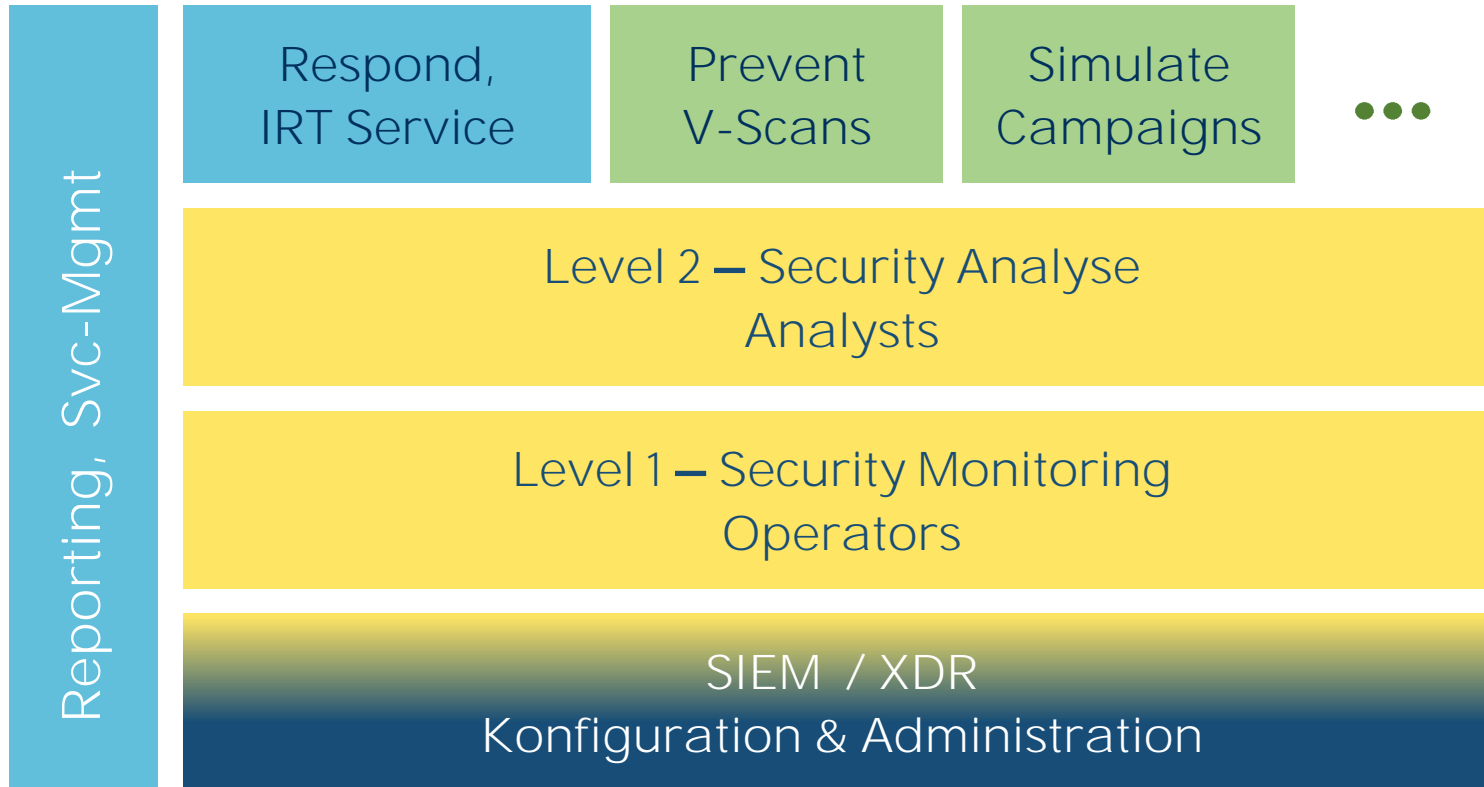 Reporting, Svc-Mgmt
Respond,
IRT Service
Prevent
V-Scans
Simulate
Campaigns
•••
Level 2 – Security Analyse
Analysts
Level 1 – Security Monitoring
Operators
SIEM / XDR
Konfiguration & Administration